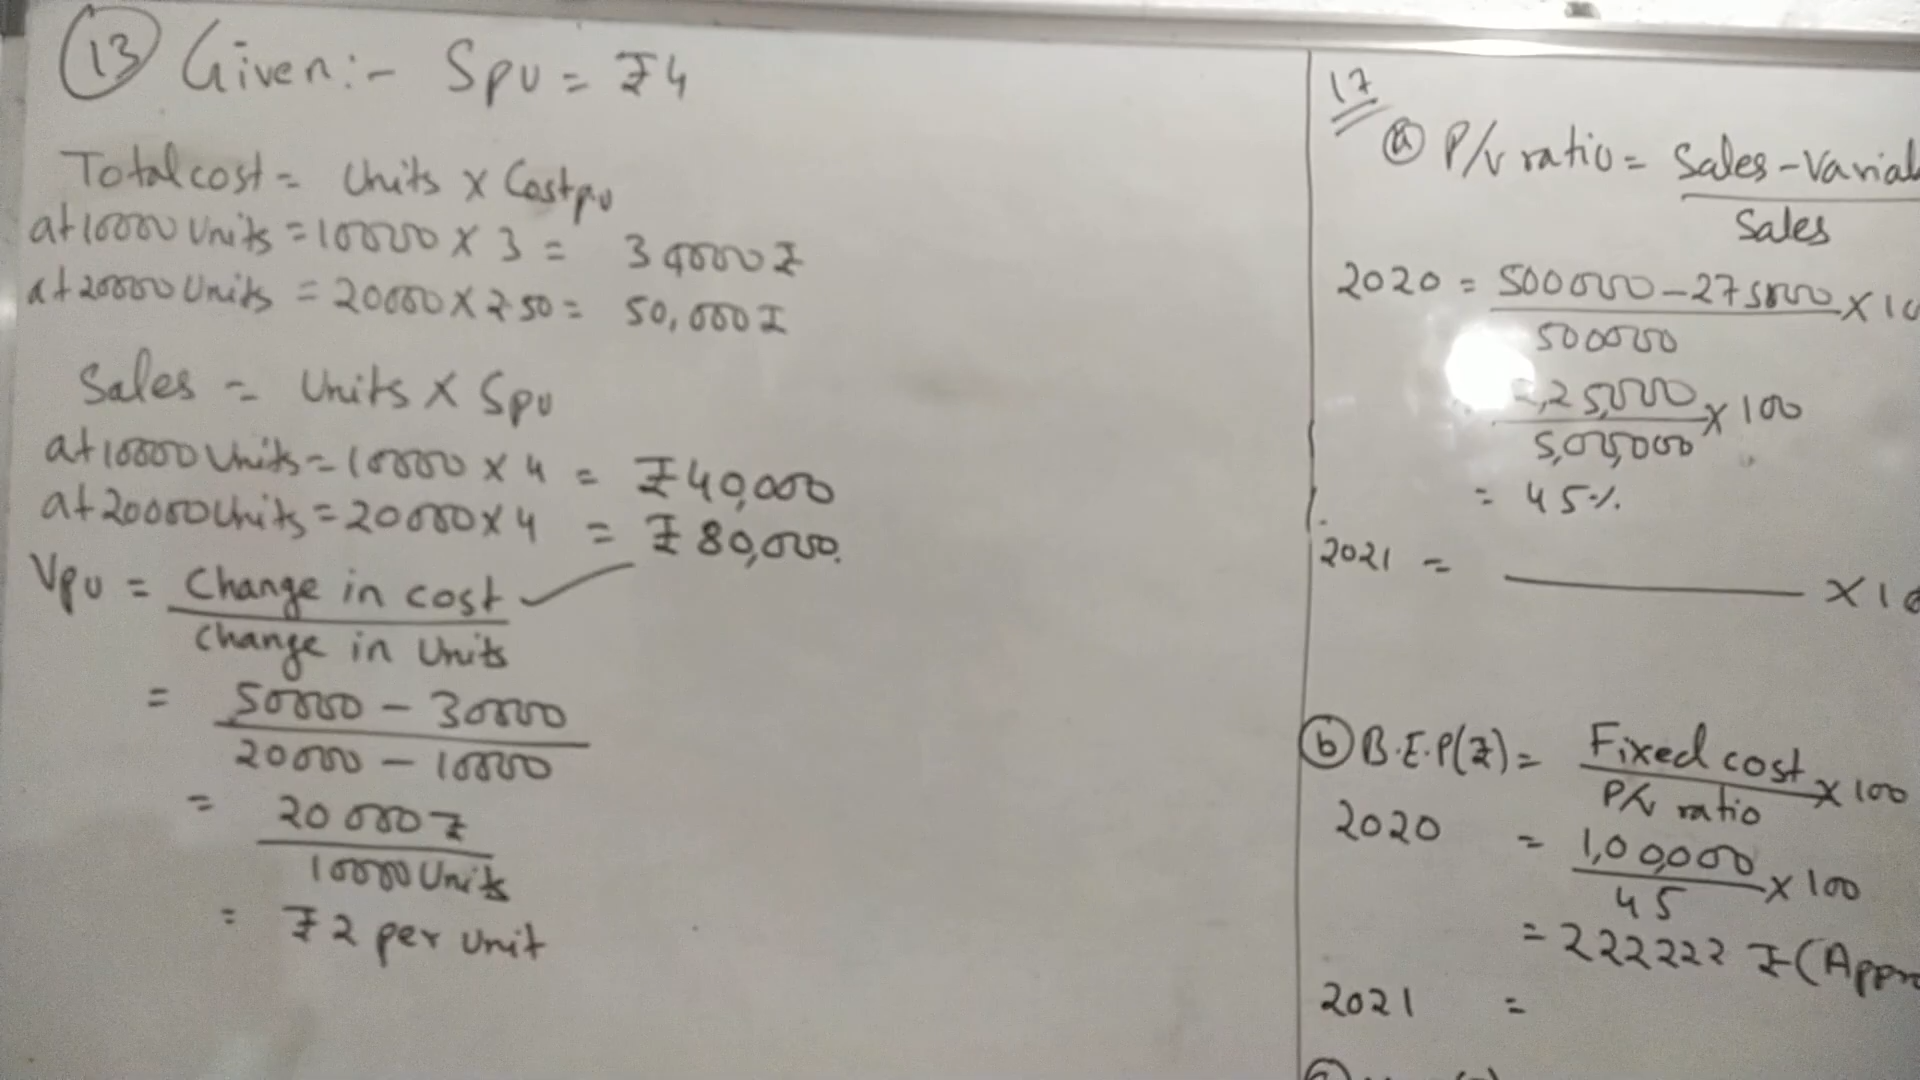 13 Given:- Spu = ₹4
Total cost = Units x Cost pu
at 10000 Units = 10000 x 3 = 30000 ₹
at 20000 Units = 20000 x 2.50 = 50,000 ₹
Sales = Units x Spu
at 10000 Units = 10000 x 4 = ₹40,000
at 20000 Units = 20000 x 4 = ₹80,000.
Vpu = Change in cost
Change in Units
= 50000 - 30000
20000 - 10000
= 20000 ₹
10000 Units
= ₹2 per unit
17
a P/v ratio = Sales - Variab
Sales
2020 = 500000 - 275000 x 10
500000
2,25,000 x 100
5,00,000
= 45%
2021 = x 10
b B.E.P(₹) = Fixed cost x 100
P/v ratio
2020 = 1,00,000 x 100
45
= 222222 ₹ (Appro
2021 =